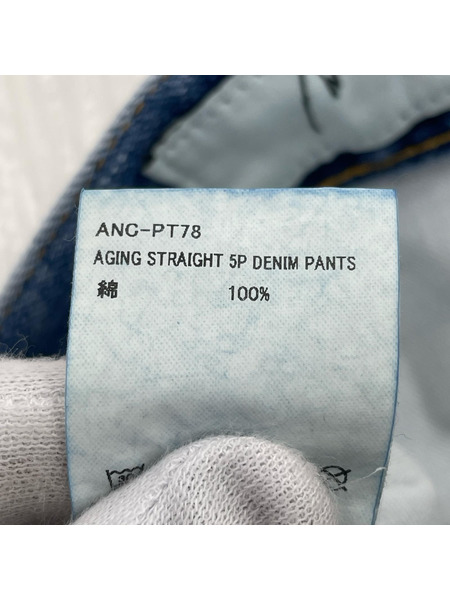 ANC-PT78
AGING STRAIGHT 5P DENIM PANTS
綿 100%